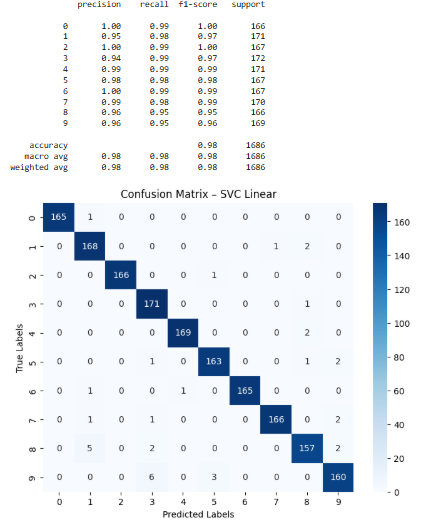 precision recall f1-score support
0 1.00 0.99 1.00 166
1 0.95 0.98 0.97 171
2 1.00 0.99 1.00 167
3 0.94 0.99 0.97 172
4 0.99 0.99 0.99 171
5 0.98 0.98 0.98 167
6 1.00 0.99 0.99 167
7 0.99 0.98 0.99 170
8 0.96 0.95 0.95 166
9 0.96 0.95 0.96 169
accuracy 0.98 1686
macro avg 0.98 0.98 0.98 1686
weighted avg 0.98 0.98 0.98 1686
Confusion Matrix – SVC Linear
True Labels
0 165 1 0 0 0 0 0 0 0 0
1 0 168 0 0 0 0 0 1 2 0
2 0 0 166 0 0 1 0 0 0 0
3 0 0 0 171 0 0 0 0 1 0
4 0 0 0 0 169 0 0 0 2 0
5 0 0 0 1 0 163 0 0 1 2
6 0 1 0 0 1 0 165 0 0 0
7 0 1 0 1 0 0 0 166 0 2
8 0 5 0 2 0 0 0 0 157 2
9 0 0 0 6 0 3 0 0 0 160
0 1 2 3 4 5 6 7 8 9
Predicted Labels
160
140
120
100
80
60
40
20
0